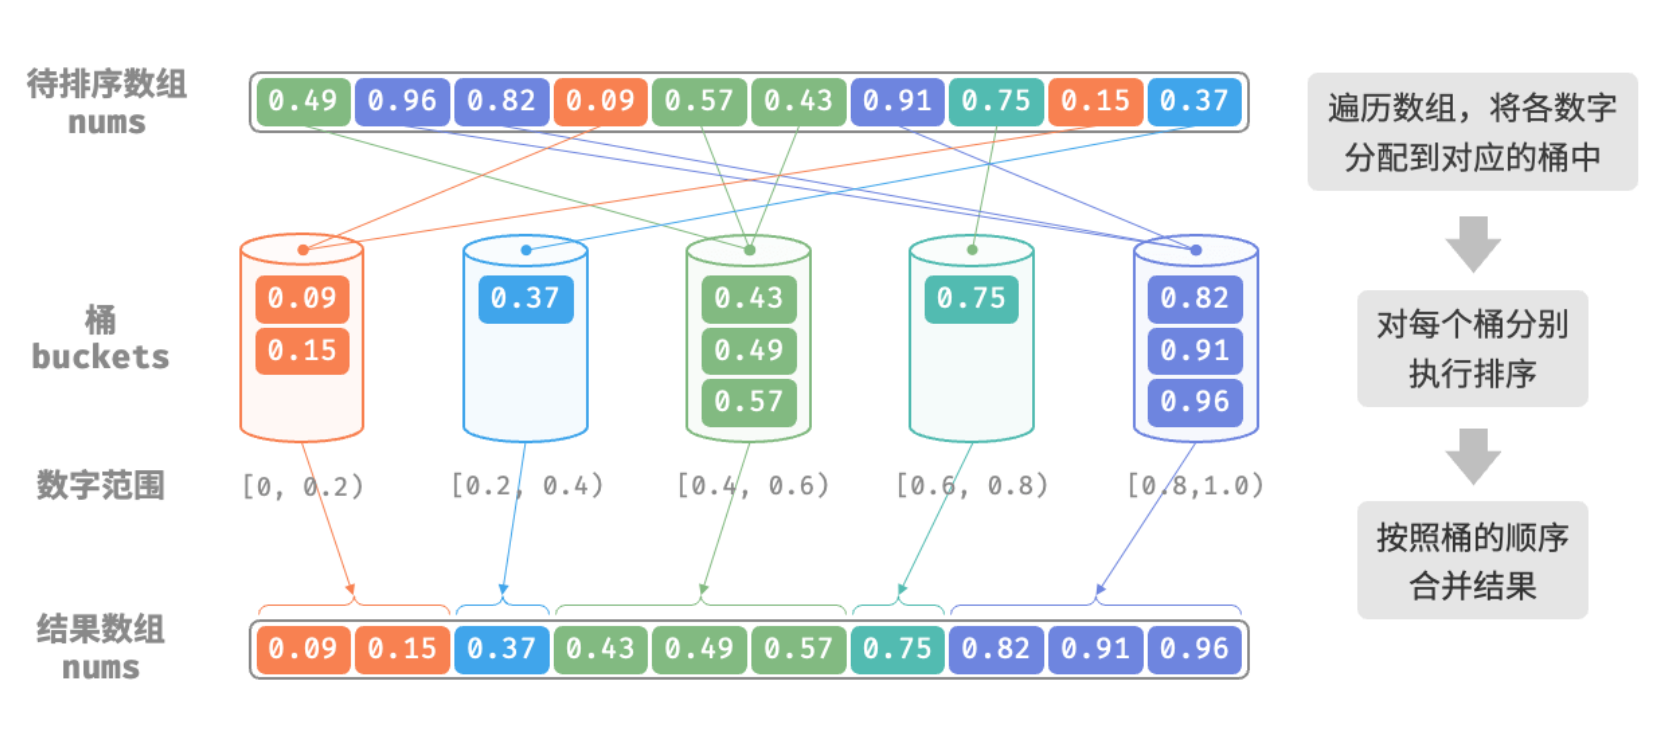 待排序数组
nums
0.49 0.96 0.82 0.09 0.57 0.43 0.91 0.75 0.15 0.37
遍历数组，将各数字
分配到对应的桶中
桶
buckets
0.09
0.15
0.37
0.43
0.49
0.57
0.75
0.82
0.91
0.96
对每个桶分别
执行排序
数字范围
[0, 0.2) [0.2, 0.4) [0.4, 0.6) [0.6, 0.8) [0.8,1.0)
按照桶的顺序
合并结果
结果数组
nums
0.09 0.15 0.37 0.43 0.49 0.57 0.75 0.82 0.91 0.96